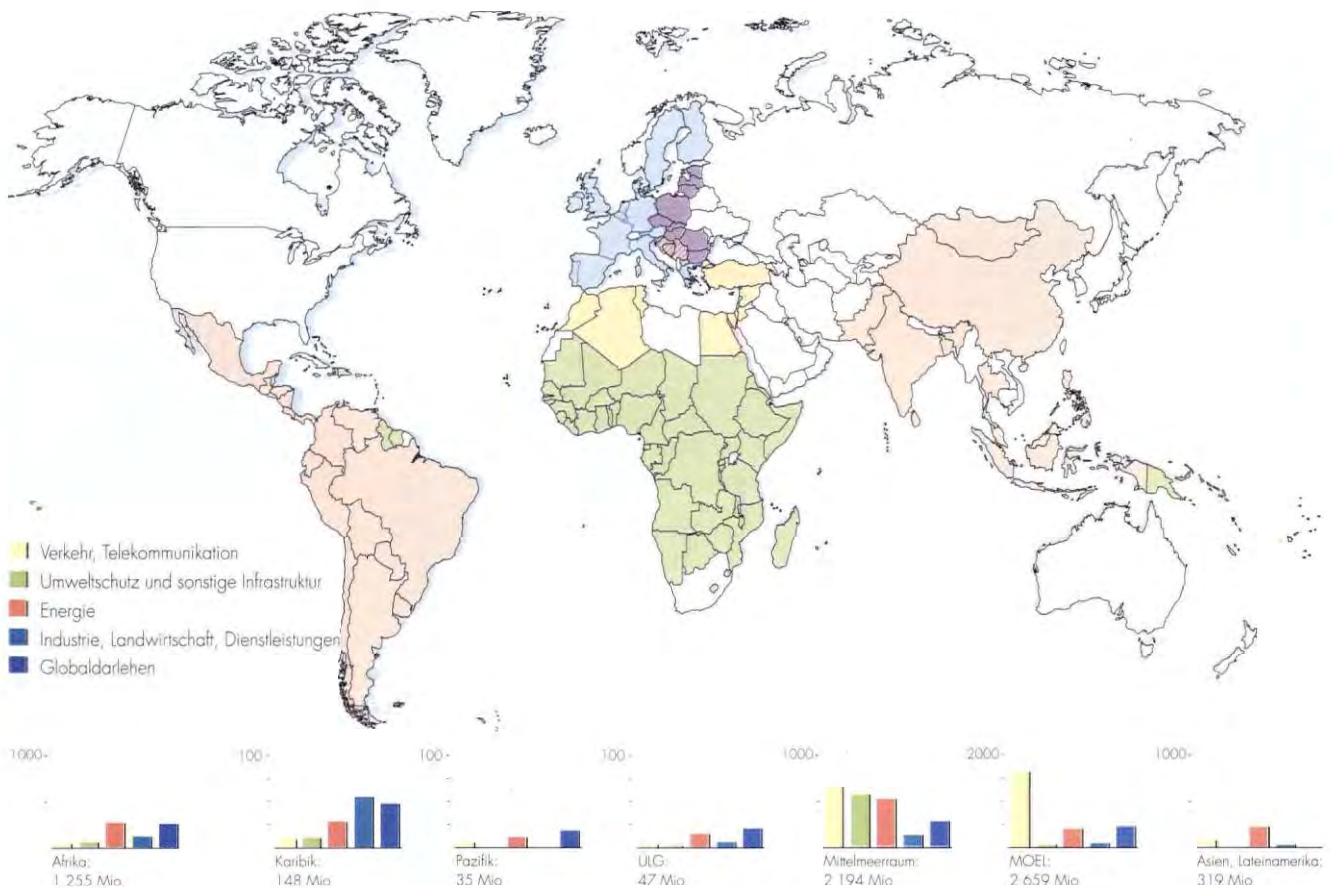 Verkehr, Telekommunikation
Umweltschutz und sonstige Infrastruktur
Energie
Industrie, Landwirtschaft, Dienstleistungen
Globaldarlehen
1000-
100-
100-
100-
1000-
2000-
1000-
Afrika:
1 255 Mio
Karibik:
148 Mio
Pazifik:
35 Mio
ÜLG:
47 Mio
Mittelmeerraum:
2 194 Mio
MOEL:
2 659 Mio
Asien, Lateinamerika:
319 Mio